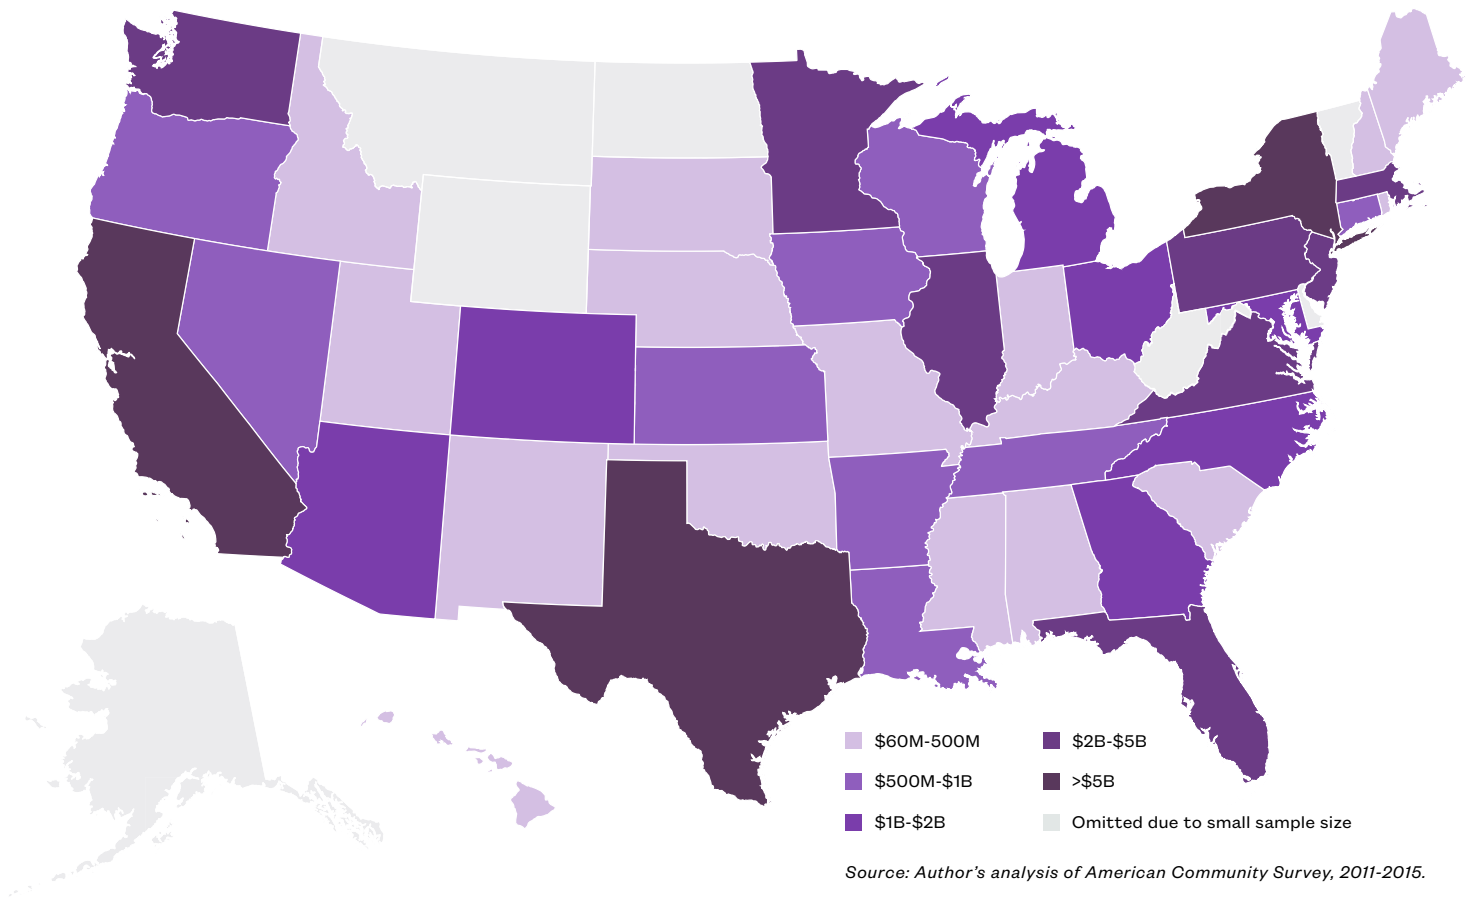 $60M-500M
$500M-$1B
$1B-$2B
$2B-$5B
>$5B
Omitted due to small sample size
Source: Author’s analysis of American Community Survey, 2011-2015.